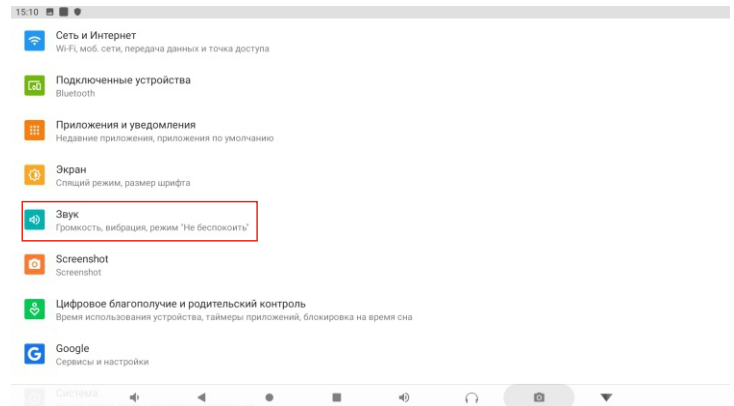 15:10
Сеть и Интернет
Wi-Fi, моб. сети, передача данных и точка доступа
Подключенные устройства
Bluetooth
Приложения и уведомления
Недавние приложения, приложения по умолчанию
Экран
Спящий режим, размер шрифта
Звук
Громкость, вибрация, режим "Не беспокоить"
Screenshot
Screenshot
Цифровое благополучие и родительский контроль
Время использования устройства, таймеры приложений, блокировка на время сна
Google
Сервисы и настройки
Система